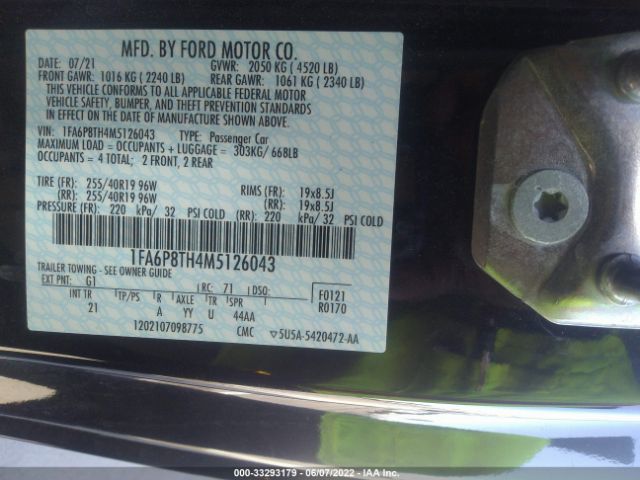 MFD. BY FORD MOTOR CO.
DATE: 07/21 GVWR: 2050 KG ( 4520 LB)
FRONT GAWR: 1016 KG ( 2240 LB) REAR GAWR: 1061 KG ( 2340 LB)
THIS VEHICLE CONFORMS TO ALL APPLICABLE FEDERAL MOTOR
VEHICLE SAFETY, BUMPER, AND THEFT PREVENTION STANDARDS
IN EFFECT ON THE DATE OF MANUFACTURE SHOWN ABOVE.
VIN: 1FA6P8TH4M5126043 TYPE: Passenger Car
MAXIMUM LOAD = OCCUPANTS + LUGGAGE = 303KG/ 668LB
OCCUPANTS = 4 TOTAL; 2 FRONT, 2 REAR
TIRE (FR): 255/40R19 96W RIMS (FR): 19x8.5J
(RR): 255/40R19 96W (RR): 19x8.5J
PRESSURE (FR): 220 kPa/ 32 PSI COLD (RR): 220 kPa/ 32 PSI COLD
1FA6P8TH4M5126043
TRAILER TOWING - SEE OWNER GUIDE
EXT PNT: G1 RC: 71 DSO: F0121
INT TR TP/PS R AXLE TR SPR R0170
21 A YY U 44AA
1202107098775 CMC ▽5U5A-5420472-AA
000-33293179 - 06/07/2022 - IAA Inc.